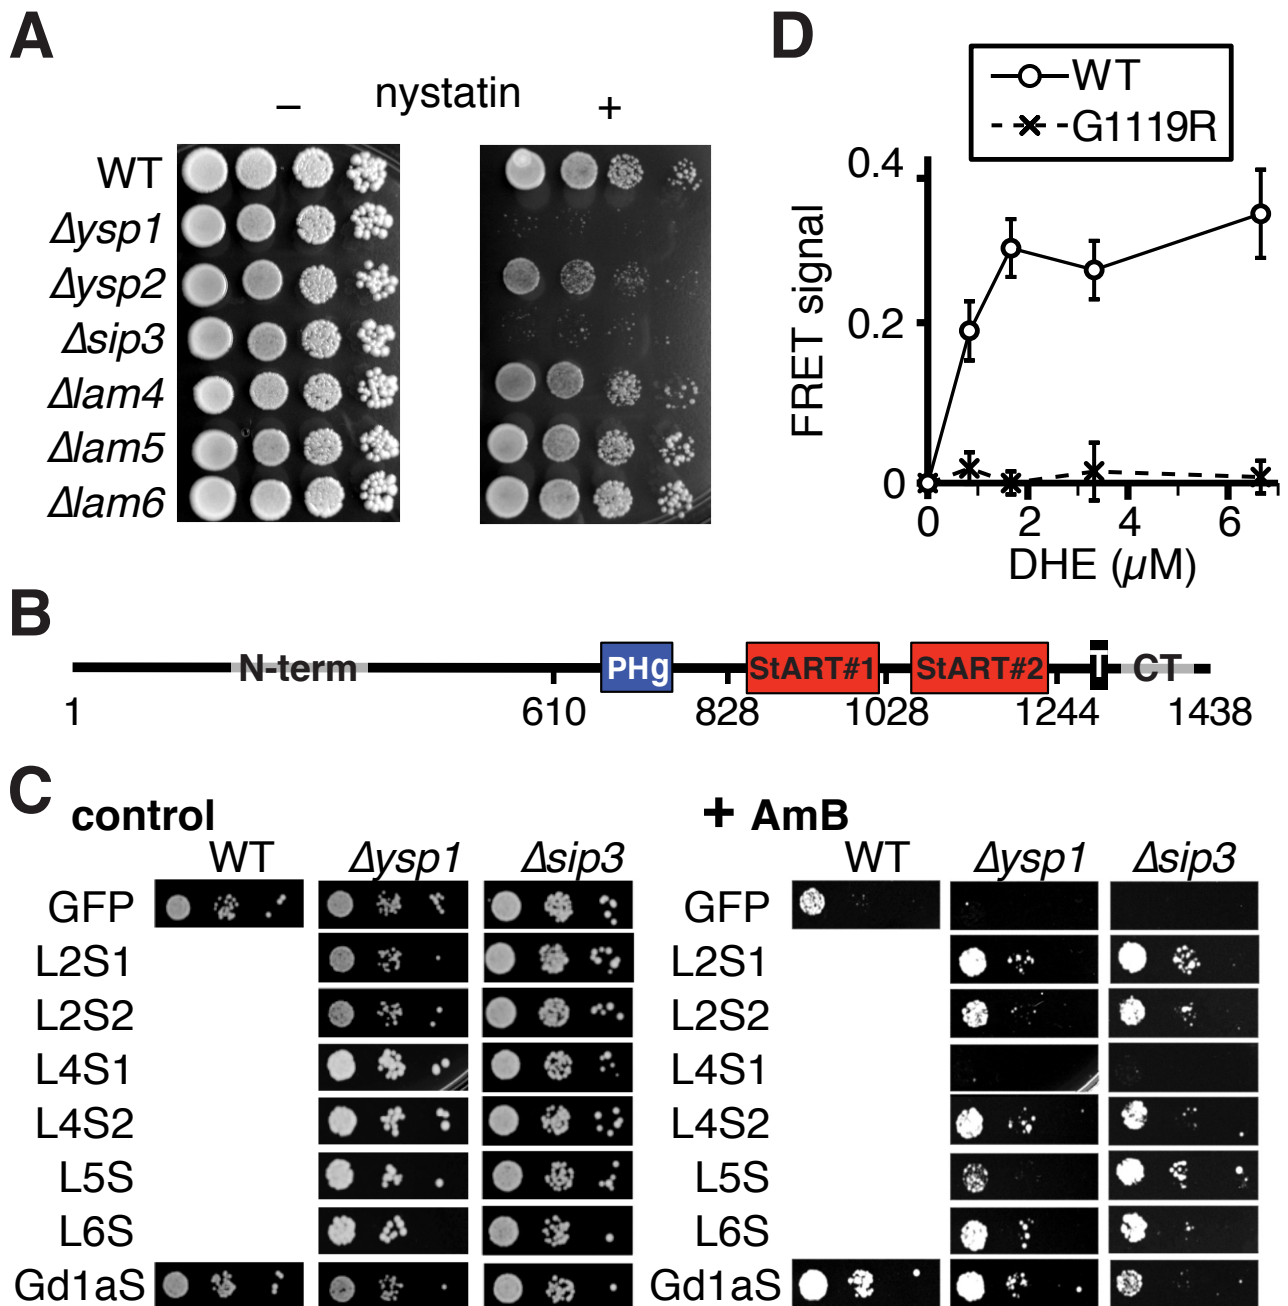 A
nystatin
– +
WT
Δysp1
Δysp2
Δsip3
Δlam4
Δlam5
Δlam6
D
WT
G1119R
FRET signal
0.4
0.2
0
0 2 4 6
DHE (µM)
B
N-term PHg StART#1 StART#2 T CT
1 610 828 1028 1244 1438
C
control + AmB
WT Δysp1 Δsip3 WT Δysp1 Δsip3
GFP GFP
L2S1 L2S1
L2S2 L2S2
L4S1 L4S1
L4S2 L4S2
L5S L5S
L6S L6S
Gd1aS Gd1aS